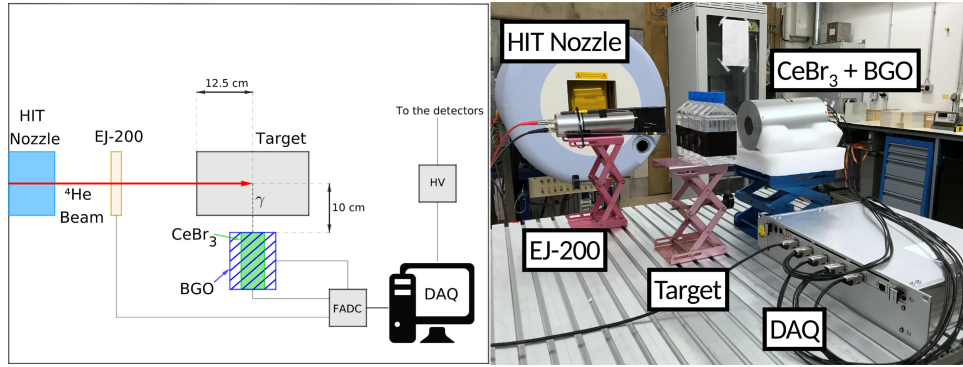 12.5 cm
HIT
Nozzle
EJ-200
Target
To the detectors
HV
⁴He
Beam
γ
10 cm
CeBr₃
BGO
FADC
DAQ
HIT Nozzle
CeBr₃ + BGO
EJ-200
Target
DAQ